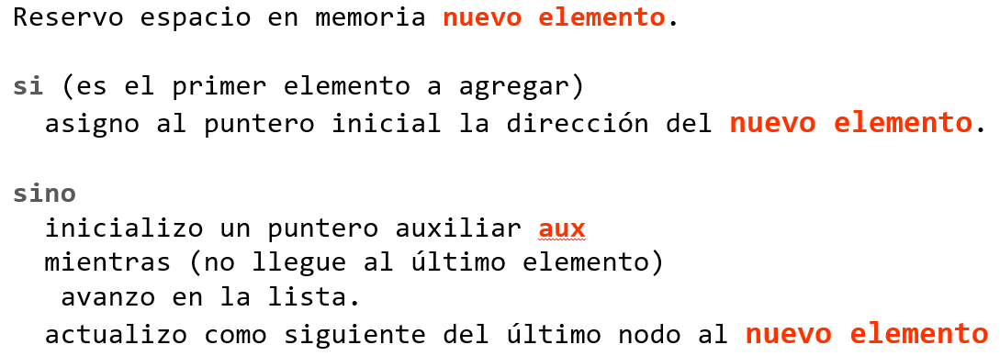 Reservo espacio en memoria nuevo elemento.
si (es el primer elemento a agregar)
asigno al puntero inicial la dirección del nuevo elemento.
sino
inicializo un puntero auxiliar aux
mientras (no llegue al último elemento)
avanzo en la lista.
actualizo como siguiente del último nodo al nuevo elemento